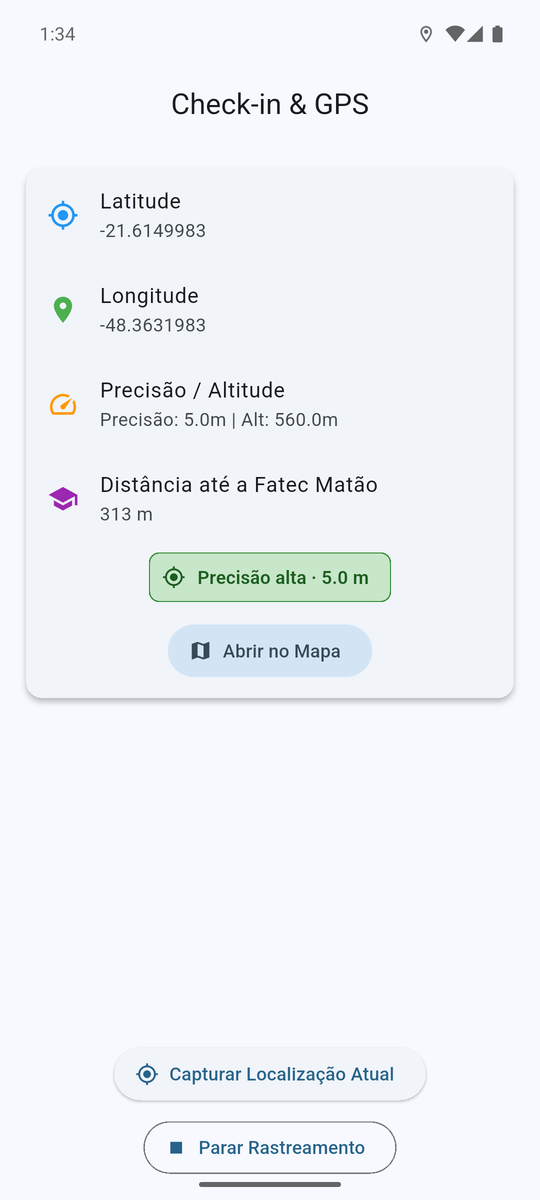 1:34
Check-in & GPS
Latitude
-21.6149983
Longitude
-48.3631983
Precisão / Altitude
Precisão: 5.0m | Alt: 560.0m
Distância até a Fatec Matão
313 m
Precisão alta · 5.0 m
Abrir no Mapa
Capturar Localização Atual
Parar Rastreamento